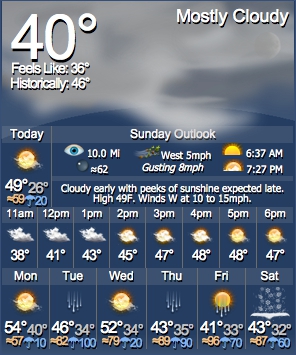 40°
Mostly Cloudy
Feels Like: 36°
Historically: 46°
Today
Sunday Outlook
10.0 Mi
West 5mph
6:37 AM
≈62
Gusting 8mph
7:27 PM
49°26°
≈59 20
Cloudy early with peeks of sunshine expected late.
High 49F. Winds W at 10 to 15mph.
11am 12pm 1pm 2pm 3pm 4pm 5pm 6pm
38° 41° 43° 45° 47° 48° 48° 47°
Mon Tue Wed Thu Fri Sat
54°40° 46°34° 52°34° 43°35° 41°33° 43°32°
≈57 10 ≈82 100 ≈79 20 ≈89 90 ≈96 70 ≈87 60